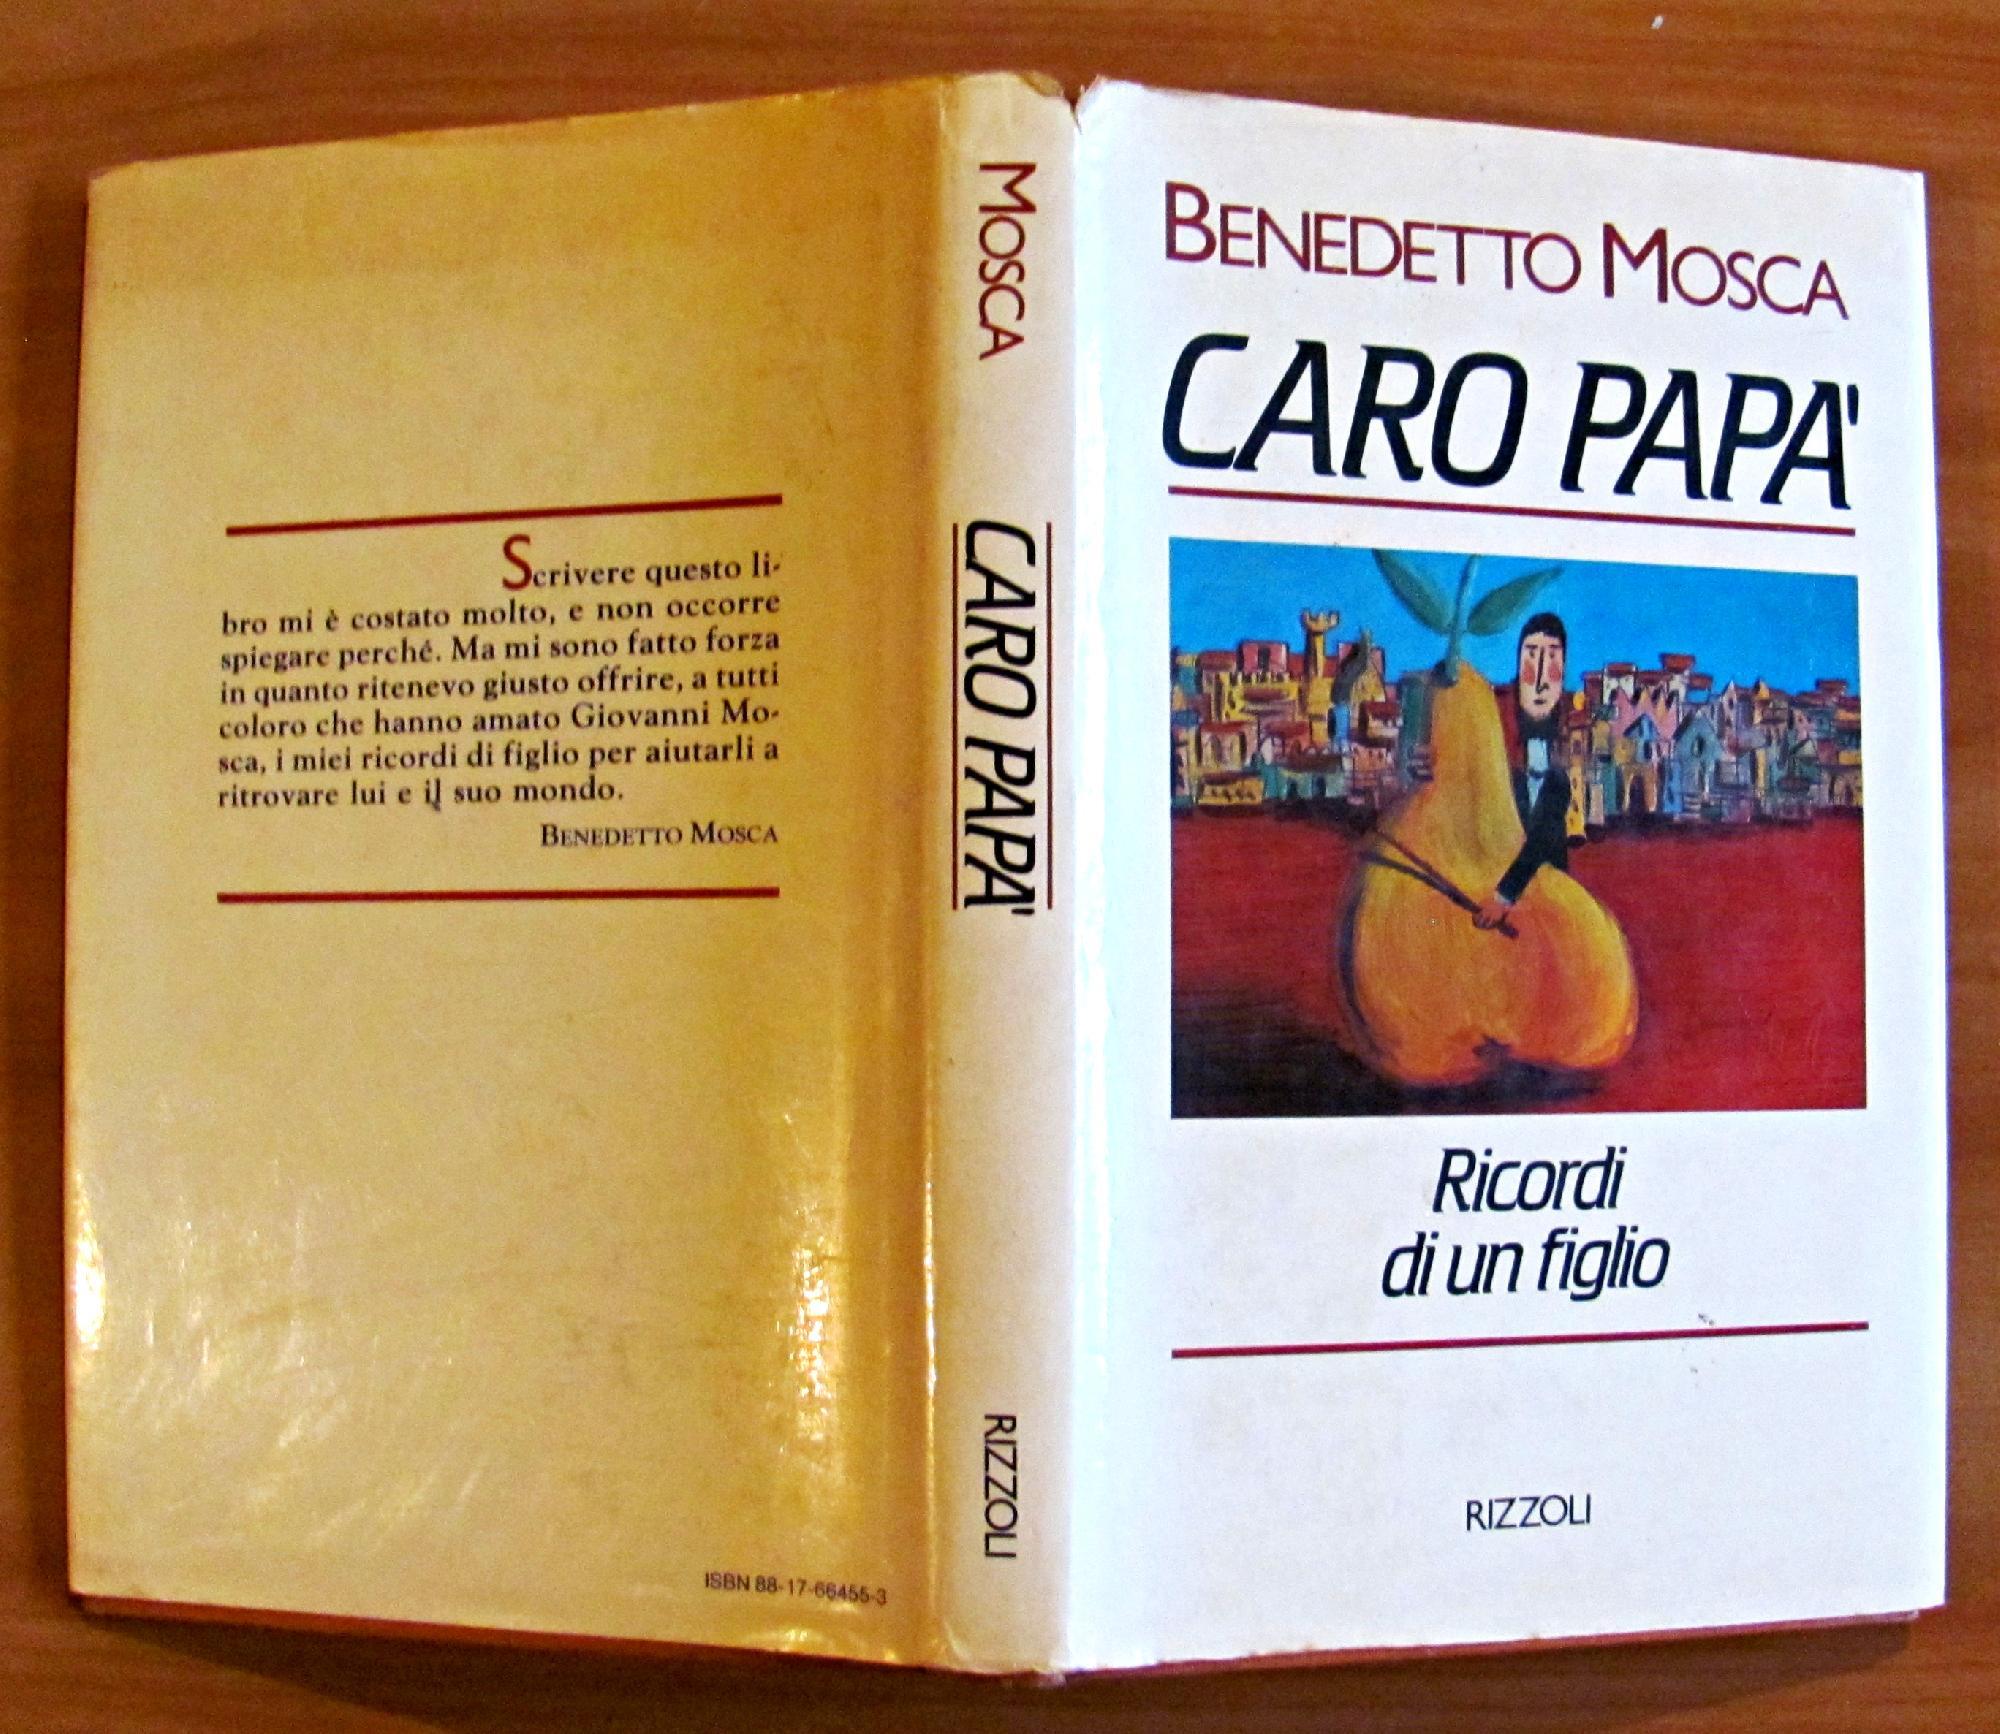 Scrivere questo li-
bro mi è costato molto, e non occorre
spiegare perché. Ma mi sono fatto forza
in quanto ritenevo giusto offrire, a tutti
coloro che hanno amato Giovanni Mo-
sca, i miei ricordi di figlio per aiutarli a
ritrovare lui e il suo mondo.
BENEDETTO MOSCA
ISBN 88-17-66455-3
MOSCA
CARO PAPA'
RIZZOLI
BENEDETTO MOSCA
CARO PAPA'
Ricordi
di un figlio
RIZZOLI